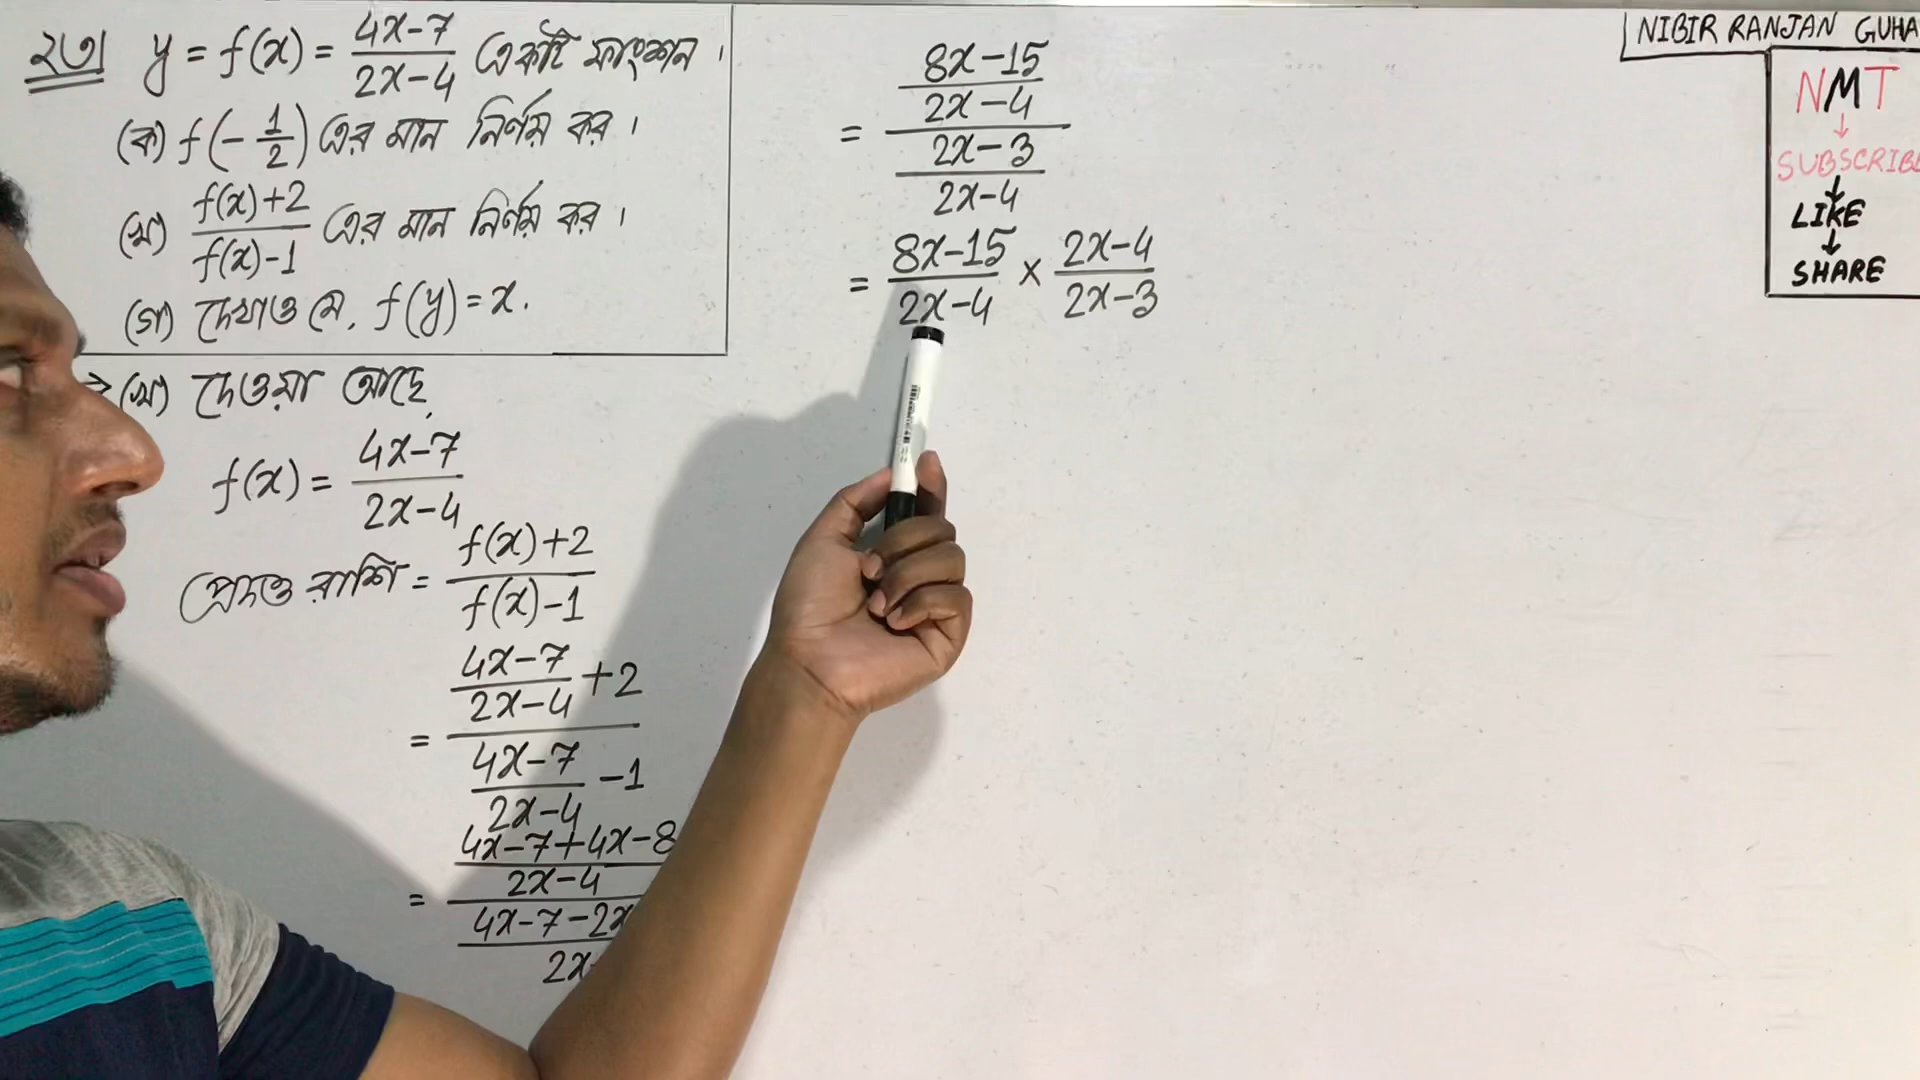 ২৩। y = f(x) = (4x-7)/(2x-4) একটি ফাংশন।
(ক) f(-1/2) এর মান নির্ণয় কর।
(খ) (f(x)+2)/(f(x)-1) এর মান নির্ণয় কর।
(গ) দেখাও যে, f(y) = x.
→ (খ) দেওয়া আছে,
f(x) = (4x-7)/(2x-4)
প্রদত্ত রাশি = (f(x)+2)/(f(x)-1)
= ((4x-7)/(2x-4) + 2)/((4x-7)/(2x-4) - 1)
= ((4x-7+4x-8)/(2x-4))/((4x-7-2x)/(2x
= ((8x-15)/(2x-4))/((2x-3)/(2x-4))
= (8x-15)/(2x-4) × (2x-4)/(2x-3)
NIBIR RANJAN GUHA
NMT
↓
SUBSCRIBE
↓
LIKE
↓
SHARE